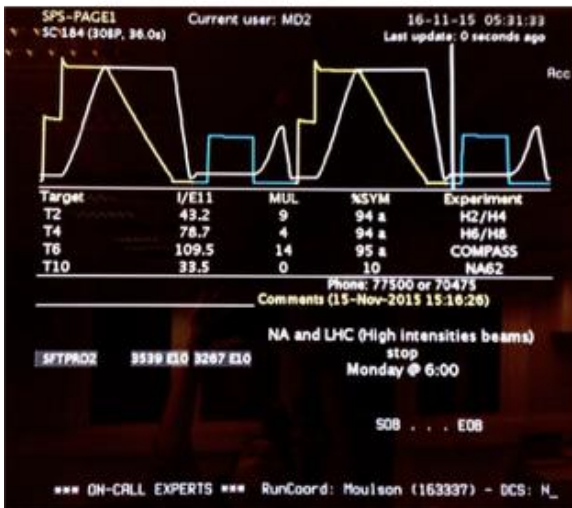 SPS-PAGE1 Current user: MD2 16-11-15 05:31:33
SC 184 (30BP, 36.0s) Last update: 0 seconds ago
Acc
Target I/E11 MUL %SYM Experiment
T2 43.2 9 94 a H2/H4
T4 78.7 4 94 a H6/H8
T6 109.5 14 95 a COMPASS
T10 33.5 0 10 NA62
Phone: 77500 or 70475
Comments (15-Nov-2015 15:16:26)
NA and LHC (High intensities beams)
stop
SFTPRO2 3539 E10 3267 E10
Monday @ 6:00
SOB . . . EOB
*** ON-CALL EXPERTS *** RunCoord: Moulson (163337) - DCS: N_